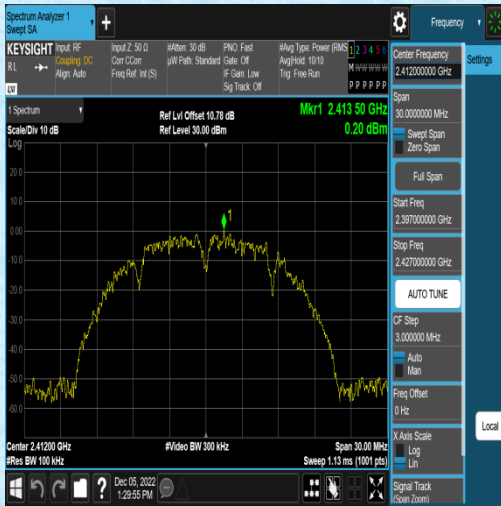 Spectrum Analyzer 1
Swept SA
+
Frequency
KEYSIGHT
RL
Input: RF
Coupling: DC
Align: Auto
Input Z: 50 Ω
Corr CCorr
Freq Ref: Int (S)
#Atten: 30 dB
µW Path: Standard
PNO: Fast
Gate: Off
IF Gain: Low
Sig Track: Off
#Avg Type: Power (RMS
Avg|Hold: 10/10
Trig: Free Run
1 2 3 4 5 6
M W W W W W
P P P P P P
Center Frequency
2.412000000 GHz
Settings
Span
30.0000000 MHz
Swept Span
Zero Span
Full Span
Start Freq
2.397000000 GHz
Stop Freq
2.427000000 GHz
AUTO TUNE
CF Step
3.000000 MHz
Auto
Man
Freq Offset
0 Hz
X Axis Scale
Log
Lin
Local
Signal Track
(Span Zoom)
1 Spectrum
Scale/Div 10 dB
Log
Ref Lvl Offset 10.78 dB
Ref Level 30.00 dBm
Mkr1 2.413 50 GHz
0.20 dBm
20.0
10.0
0.00
-10.0
-20.0
-30.0
-40.0
-50.0
-60.0
1
Center 2.41200 GHz
#Res BW 100 kHz
#Video BW 300 kHz
Span 30.00 MHz
Sweep 1.13 ms (1001 pts)
?
Dec 05, 2022
1:29:55 PM